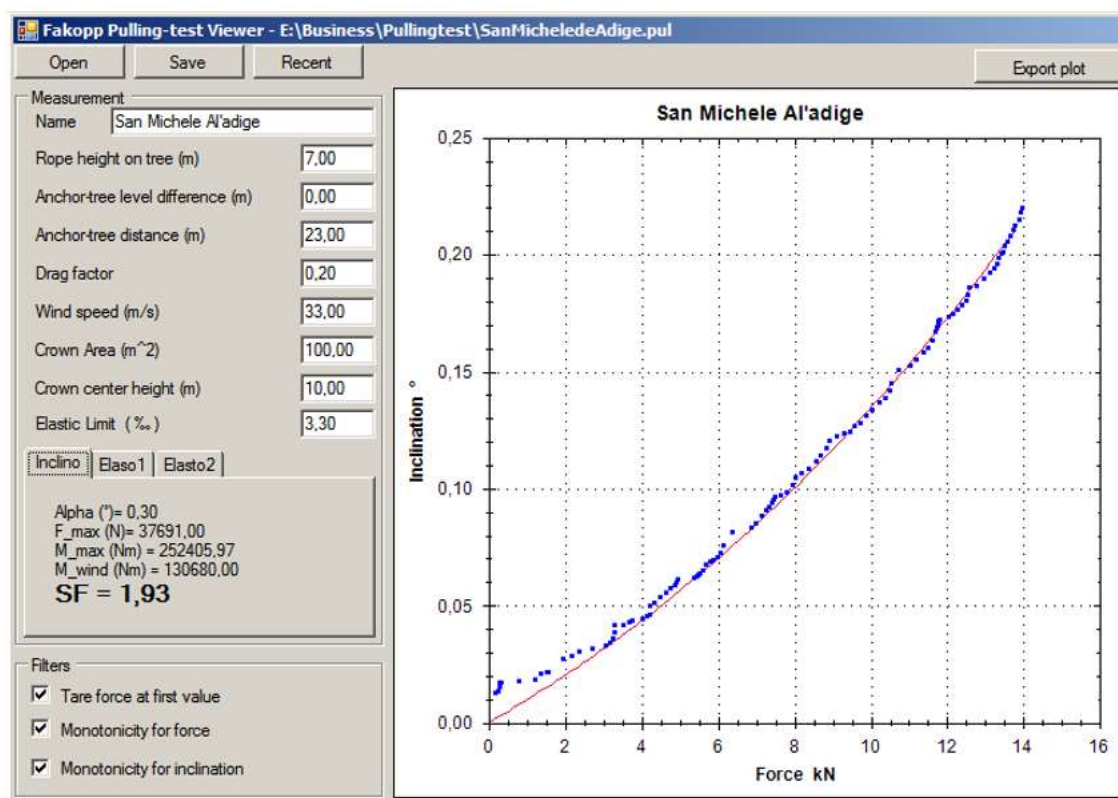 Fakopp Pulling-test Viewer - E:\Business\Pullingtest\SanMicheledeAdige.pul
Open Save Recent Export plot
Measurement
Name San Michele Al'adige
Rope height on tree (m) 7,00
Anchor-tree level difference (m) 0,00
Anchor-tree distance (m) 23,00
Drag factor 0,20
Wind speed (m/s) 33,00
Crown Area (m^2) 100,00
Crown center height (m) 10,00
Elastic Limit ( ‰ ) 3,30
Inclino Elaso1 Elasto2
Alpha (°)= 0,30
F_max (N)= 37691,00
M_max (Nm) = 252405,97
M_wind (Nm) = 130680,00
SF = 1,93
Filters
Tare force at first value
Monotonicity for force
Monotonicity for inclination
San Michele Al'adige
0,25
0,20
0,15
0,10
0,05
0,00
Inclination °
0 2 4 6 8 10 12 14 16
Force kN